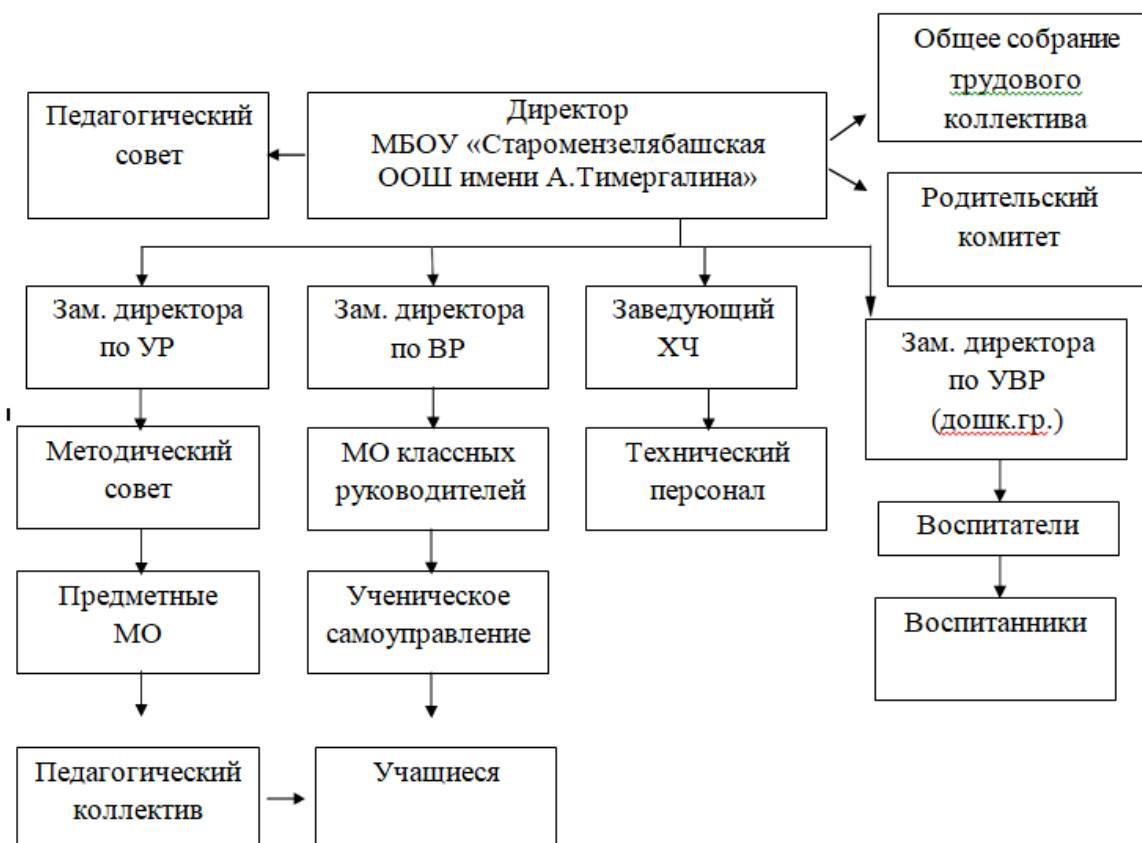 Общее собрание
трудового
коллектива
Педагогический
совет
Директор
МБОУ «Старомензелябашская
ООШ имени А.Тимергалина»
Родительский
комитет
Зам. директора
по УР
Зам. директора
по ВР
Заведующий
ХЧ
Зам. директора
по УВР
(дошк.гр.)
Методический
совет
МО классных
руководителей
Технический
персонал
Воспитатели
Предметные
МО
Ученическое
самоуправление
Воспитанники
Педагогический
коллектив
Учащиеся